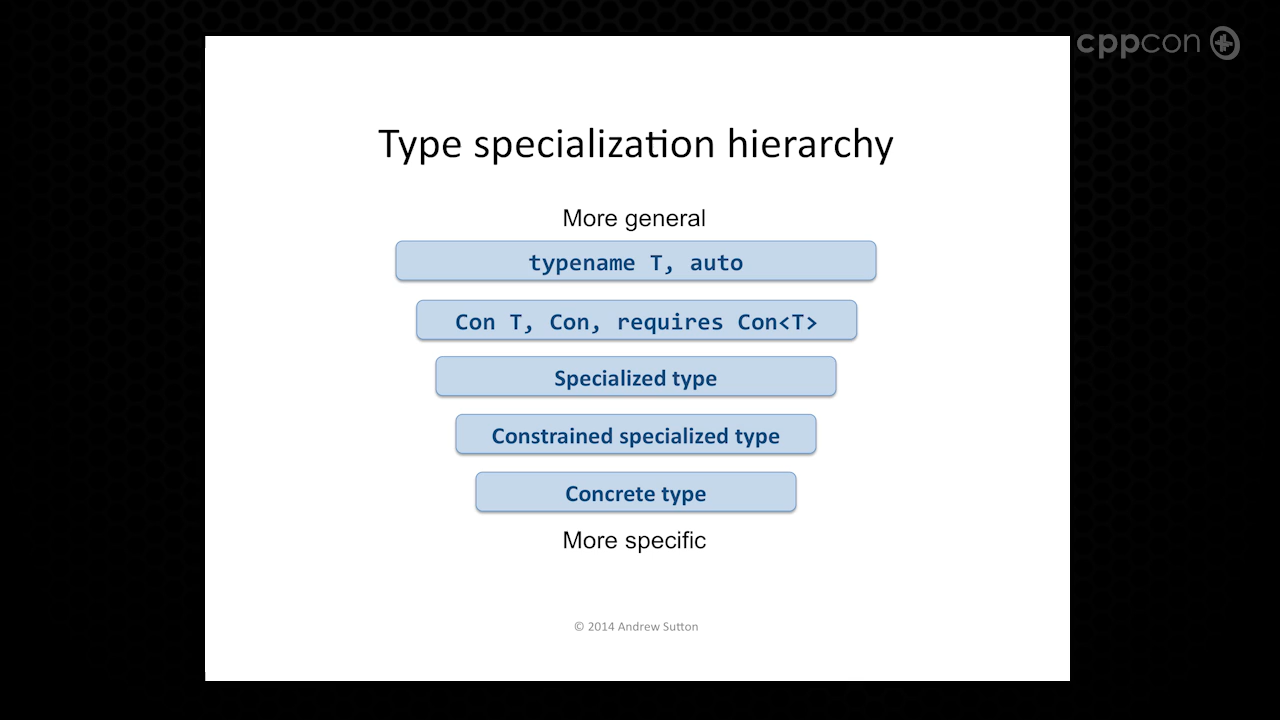 cppcon
Type specialization hierarchy
More general
typename T, auto
Con T, Con, requires Con<T>
Specialized type
Constrained specialized type
Concrete type
More specific
© 2014 Andrew Sutton